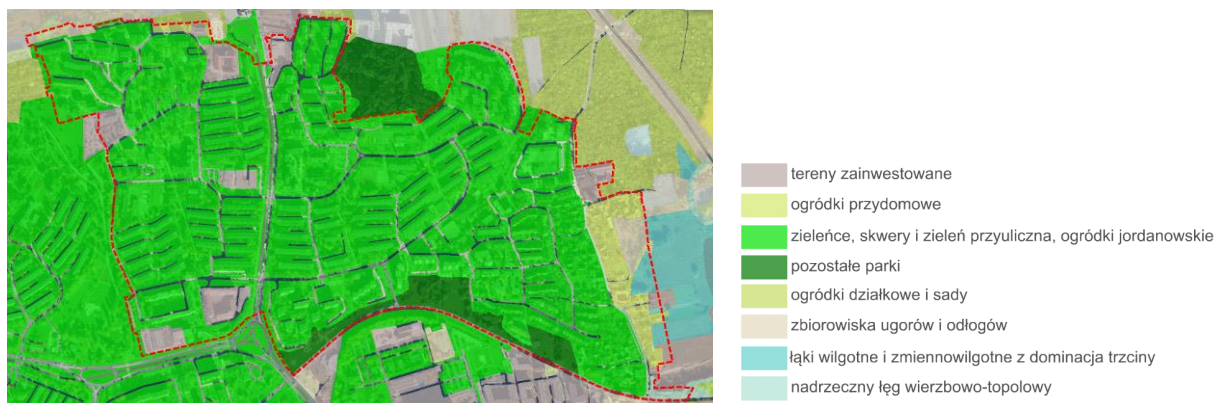 tereny zainwestowane
ogródki przydomowe
zieleńce, skwery i zieleń przyuliczna, ogródki jordanowskie
pozostałe parki
ogródki działkowe i sady
zbiorowiska ugorów i odłogów
łąki wilgotne i zmiennowilgotne z dominacja trzciny
nadrzeczny łęg wierzbowo-topolowy